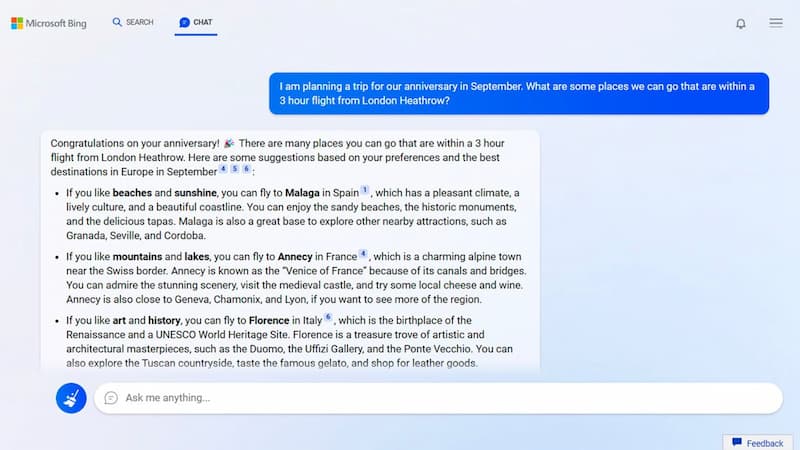 Microsoft Bing
SEARCH
CHAT
I am planning a trip for our anniversary in September. What are some places we can go that are within a
3 hour flight from London Heathrow?
Congratulations on your anniversary! 🎉 There are many places you can go that are within a 3 hour
flight from London Heathrow. Here are some suggestions based on your preferences and the best
destinations in Europe in September 4 5 6 :
• If you like beaches and sunshine, you can fly to Malaga in Spain 1 , which has a pleasant climate, a
lively culture, and a beautiful coastline. You can enjoy the sandy beaches, the historic monuments,
and the delicious tapas. Malaga is also a great base to explore other nearby attractions, such as
Granada, Seville, and Cordoba.
• If you like mountains and lakes, you can fly to Annecy in France 4 , which is a charming alpine town
near the Swiss border. Annecy is known as the “Venice of France” because of its canals and bridges.
You can admire the stunning scenery, visit the medieval castle, and try some local cheese and wine.
Annecy is also close to Geneva, Chamonix, and Lyon, if you want to see more of the region.
• If you like art and history, you can fly to Florence in Italy 6 , which is the birthplace of the
Renaissance and a UNESCO World Heritage Site. Florence is a treasure trove of artistic and
architectural masterpieces, such as the Duomo, the Uffizi Gallery, and the Ponte Vecchio. You can
also explore the Tuscan countryside, taste the famous gelato, and shop for leather goods.
Ask me anything...
Feedback